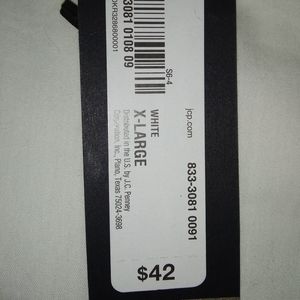 0KR3286800001
3081 0108 09
S6-4
jcp.com
833-3081 0091
WHITE
X-LARGE
Distributed in the U.S. by J.C. Penney
Corporation, Inc., Plano, Texas 75024-3698
$42